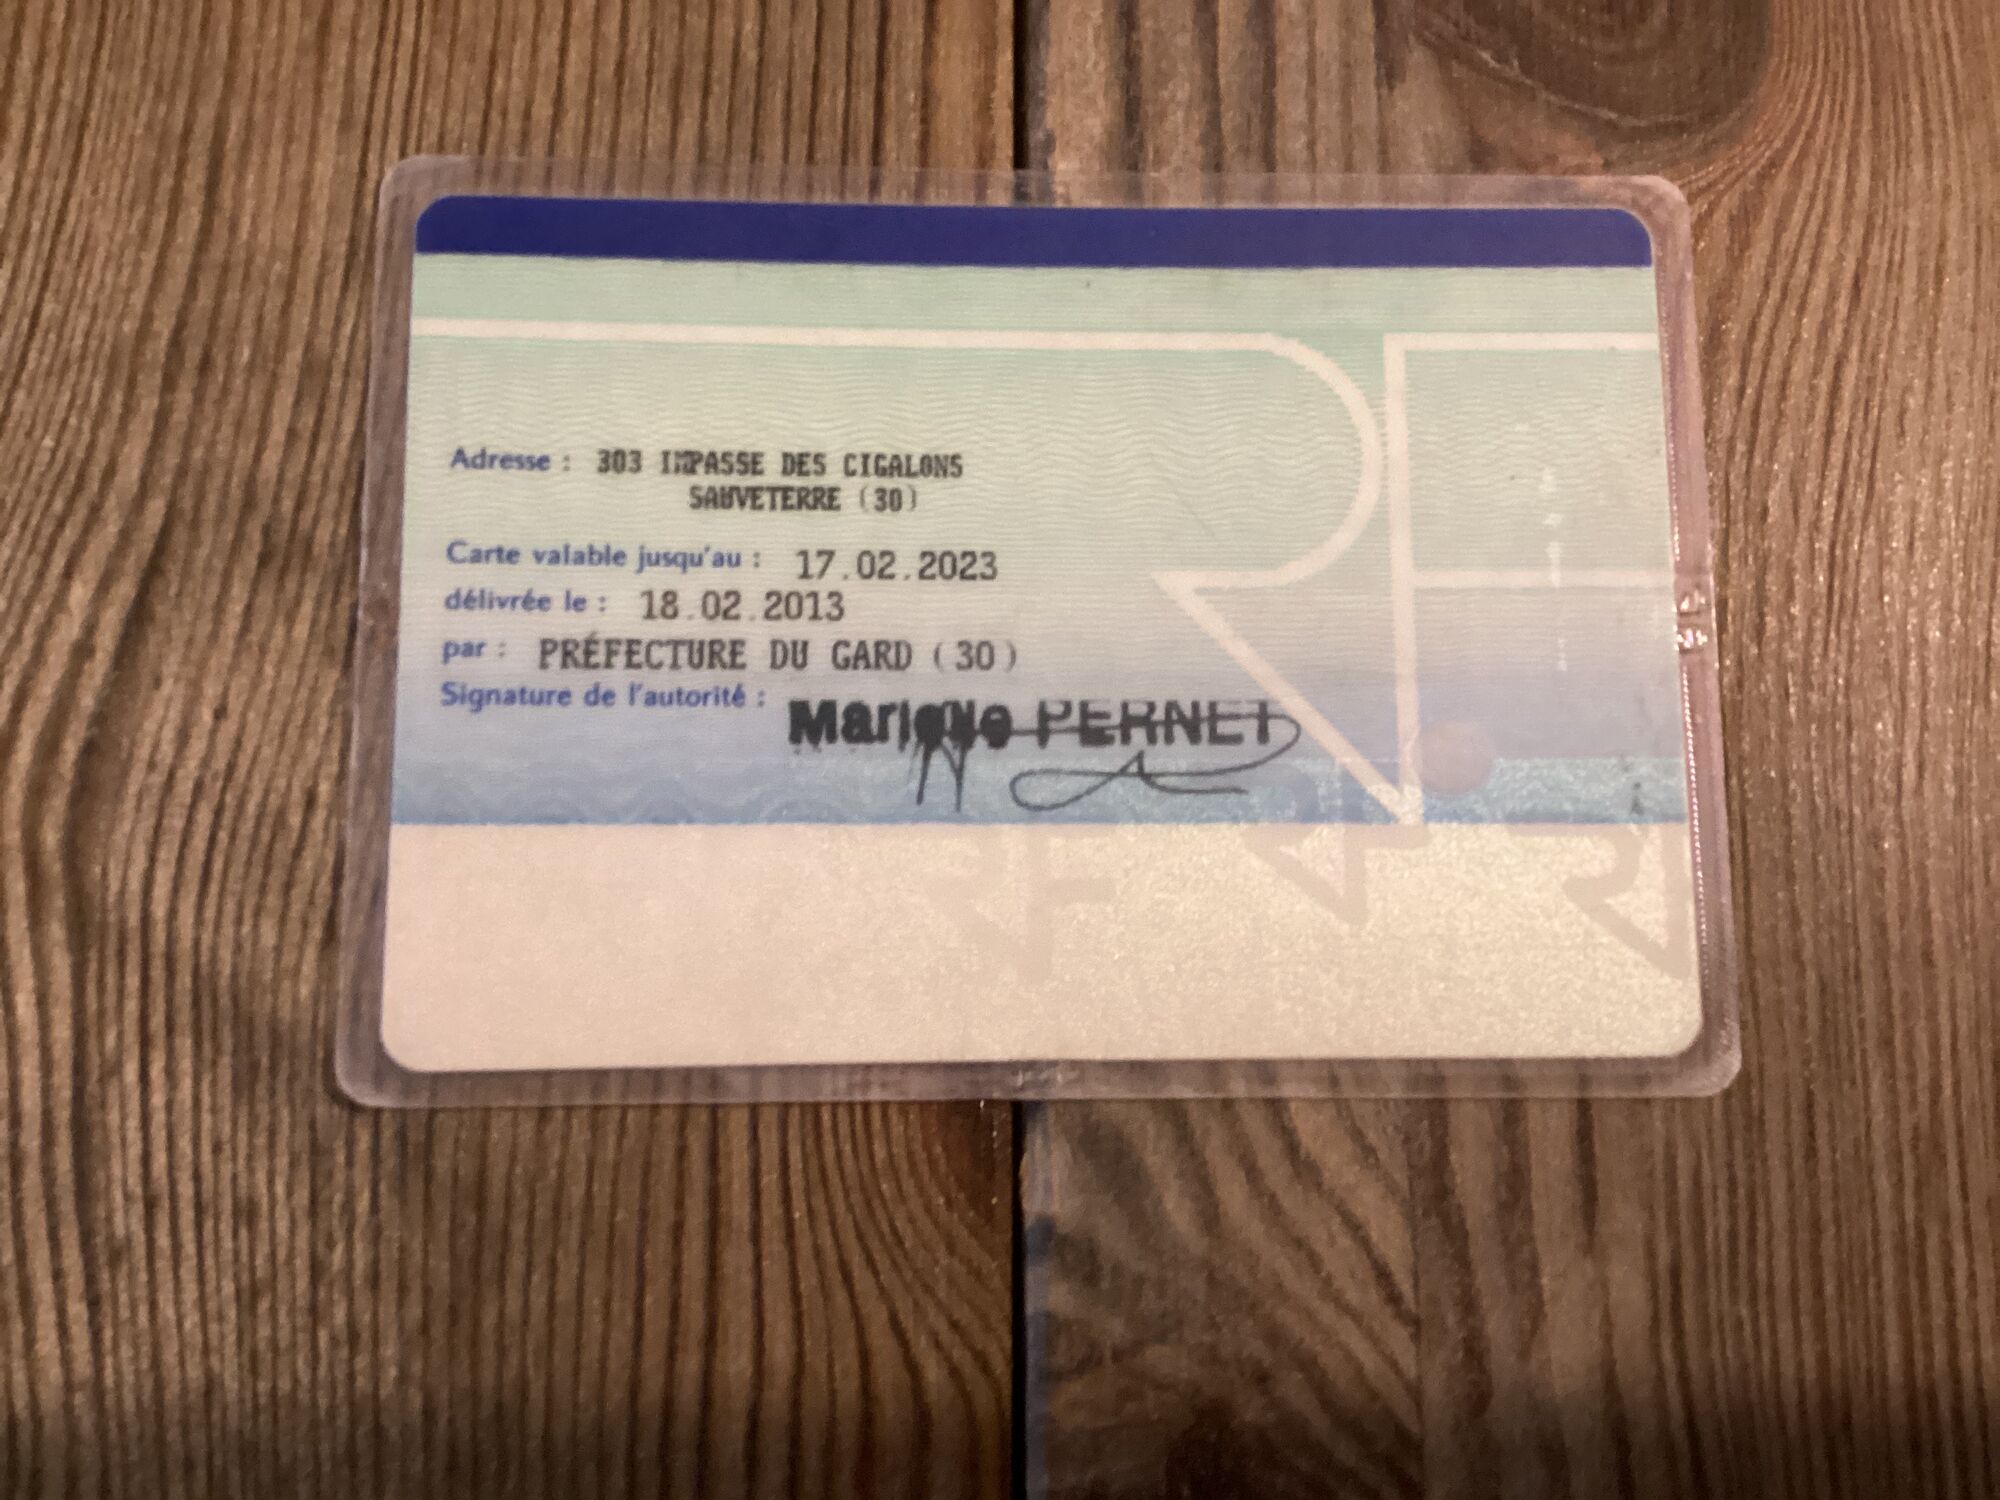 Adresse : 303 IMPASSE DES CIGALONS
SAUVETERRE (30)
Carte valable jusqu'au : 17.02.2023
délivrée le : 18.02.2013
par : PRÉFECTURE DU GARD (30)
Signature de l'autorité :
PERNET
RF